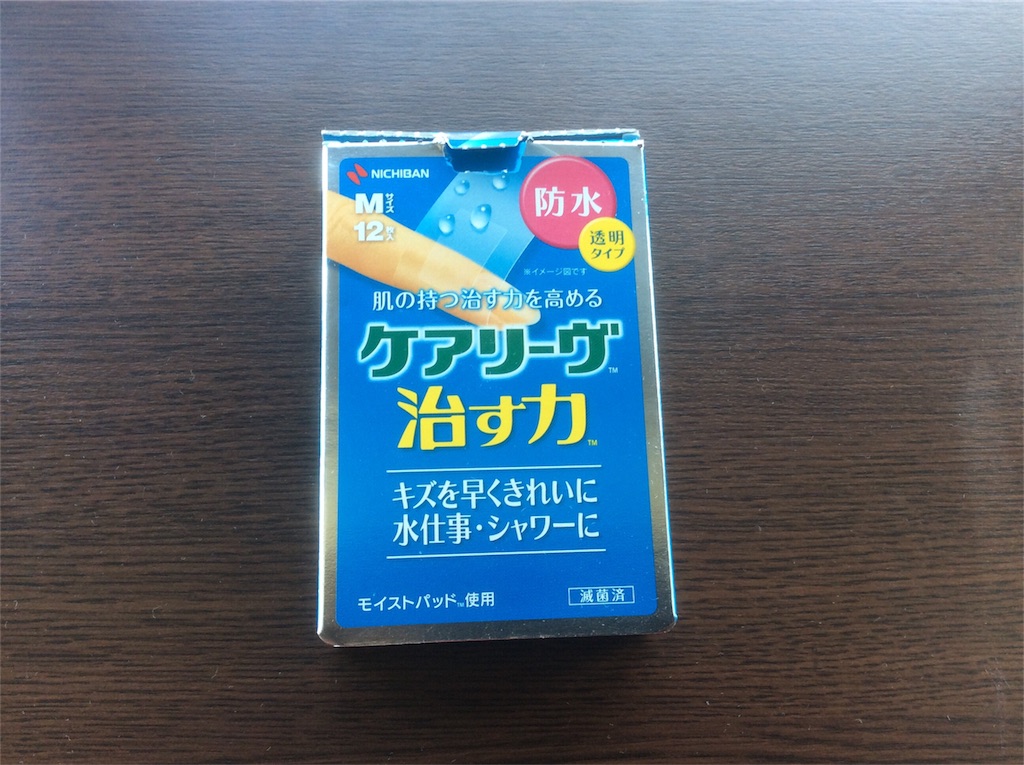 NICHIBAN
Mサイズ
12枚入
防水
透明
タイプ
※イメージ図です
肌の持つ治す力を高める
ケアリーヴ™
治す力™
キズを早くきれいに
水仕事・シャワーに
モイストパッド™使用
滅菌済